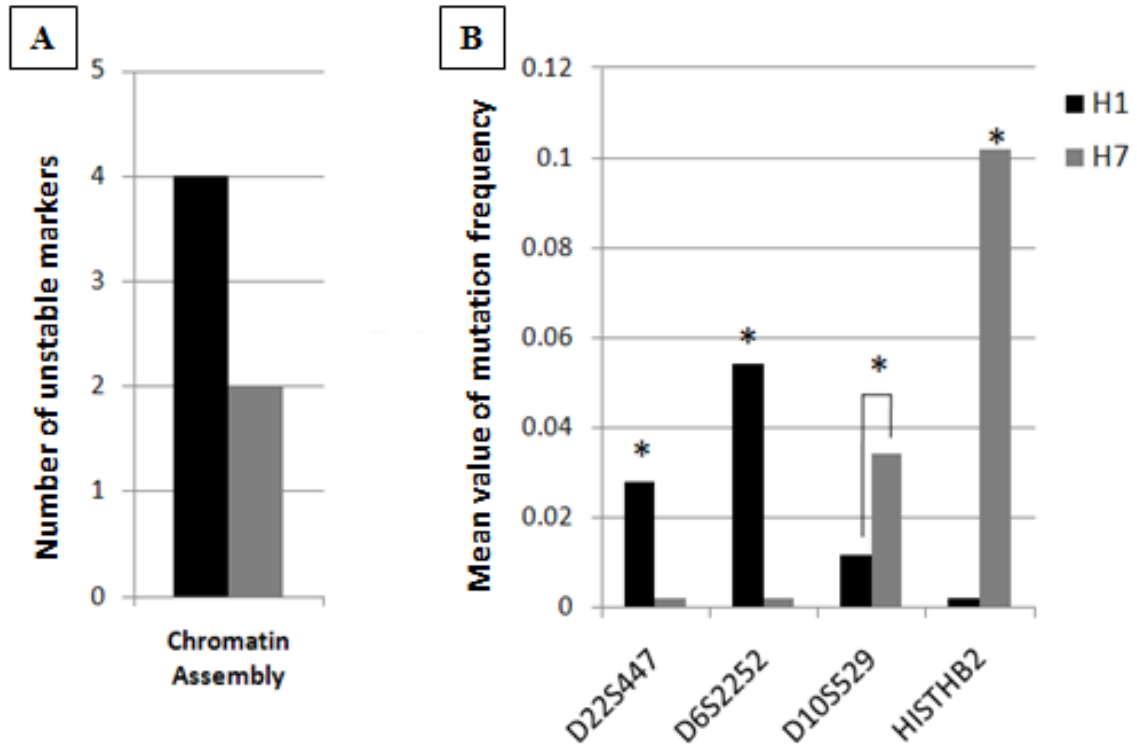 A
Number of unstable markers
5
4
3
2
1
0
Chromatin
Assembly
B
Mean value of mutation frequency
0.12
0.1
0.08
0.06
0.04
0.02
0
*
*
*
*
D22S447
D6S2252
D10S529
HISTHB2
H1
H7